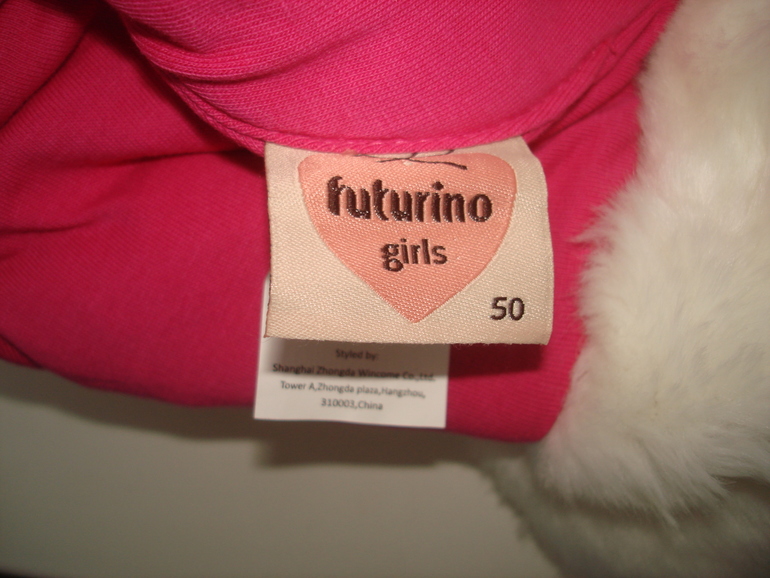 futurino
girls
50
Styled by:
Shanghai Zhongda Wincome Co.,Ltd.
Tower A,Zhongda plaza,Hangzhou,
310003,China